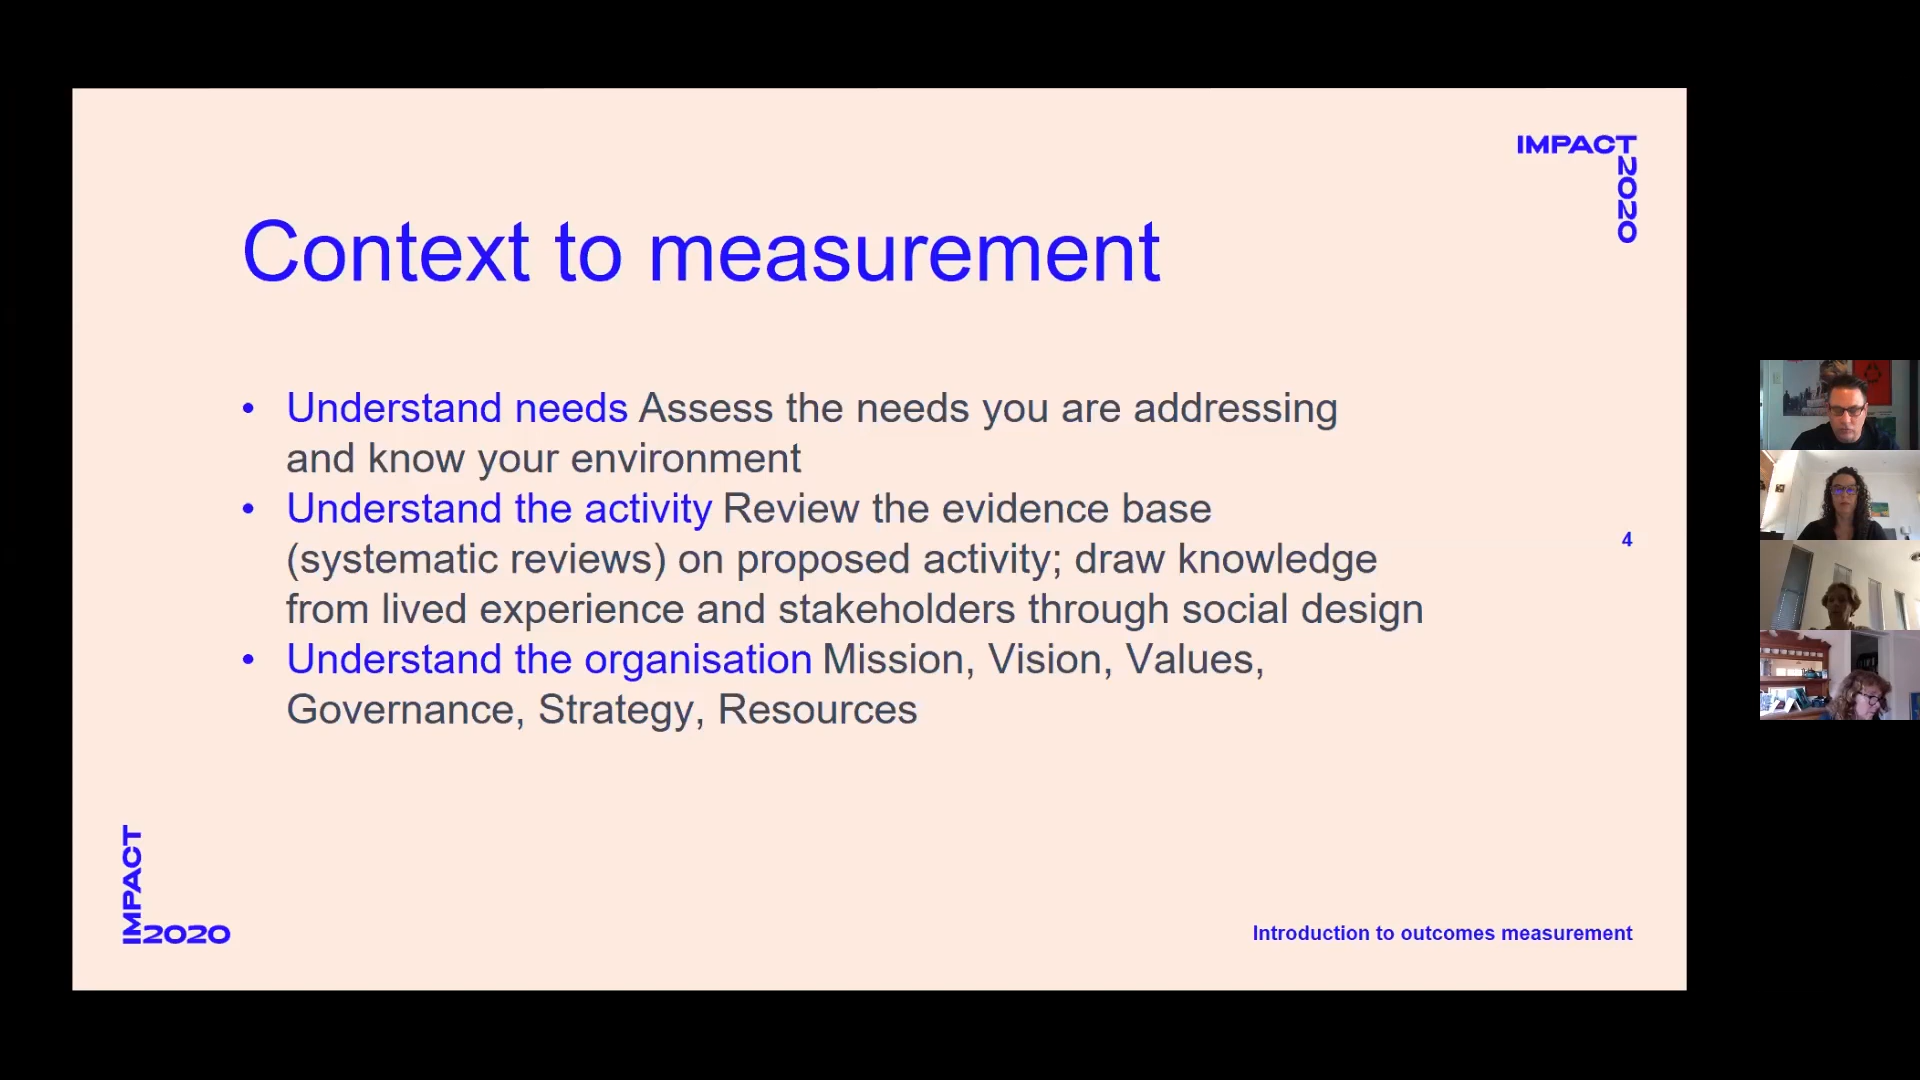 IMPACT
2020
Context to measurement
• Understand needs Assess the needs you are addressing
and know your environment
• Understand the activity Review the evidence base
(systematic reviews) on proposed activity; draw knowledge
from lived experience and stakeholders through social design
• Understand the organisation Mission, Vision, Values,
Governance, Strategy, Resources
4
IMPACT
2020
Introduction to outcomes measurement